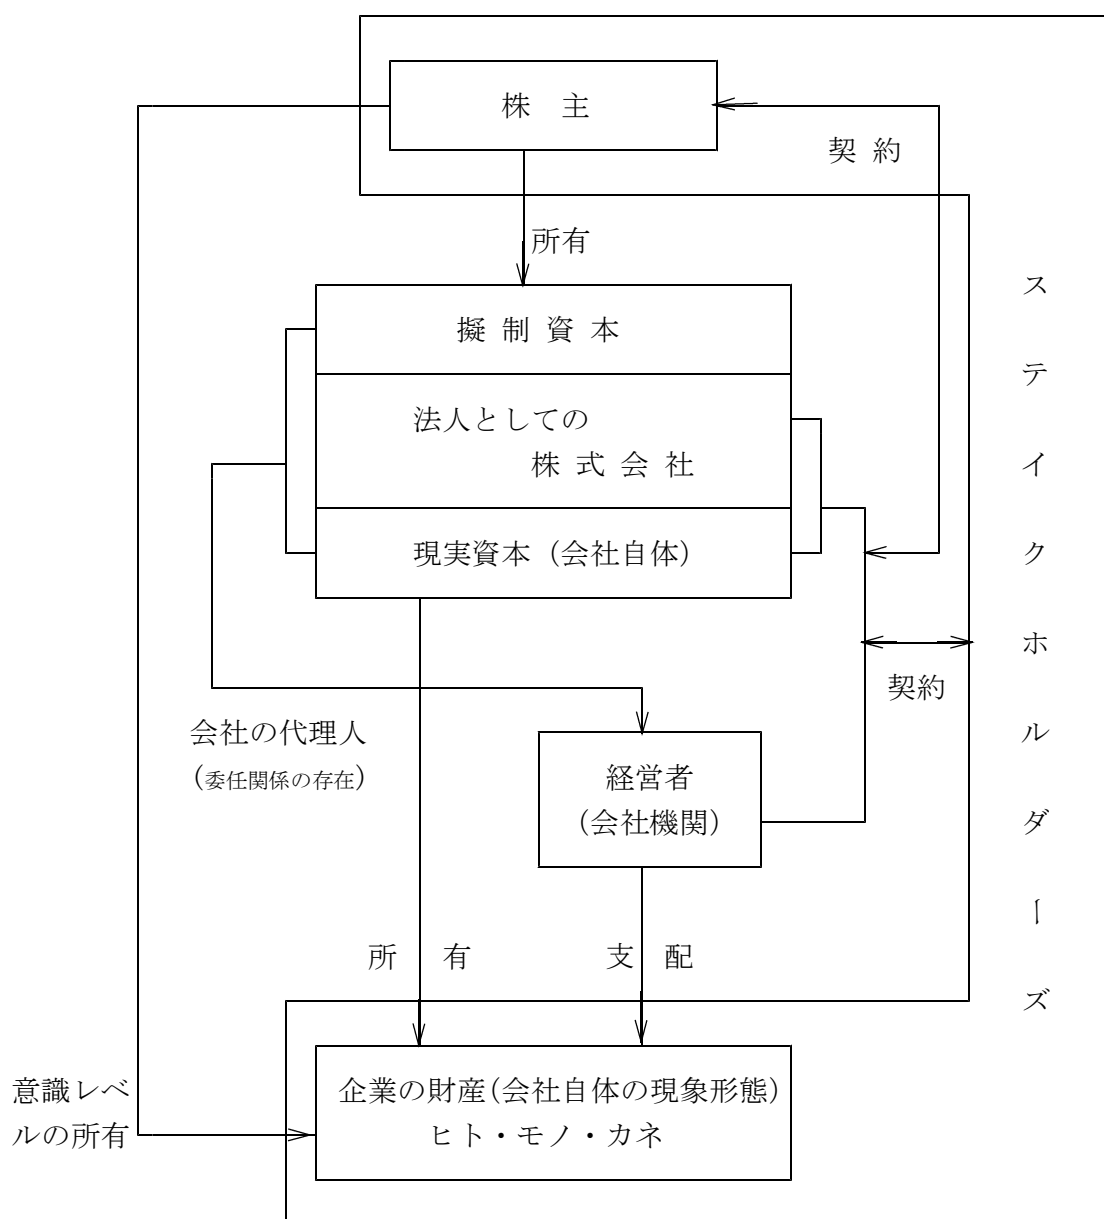 株 主
契 約
所有
擬 制 資 本
法人としての
株 式 会 社
現実資本（会社自体）
契約
会社の代理人
(委任関係の存在)
経営者
(会社機関)
所 有
支 配
企業の財産(会社自体の現象形態)
ヒト・モノ・カネ
意識レベ
ルの所有
ステイクホルダーズ